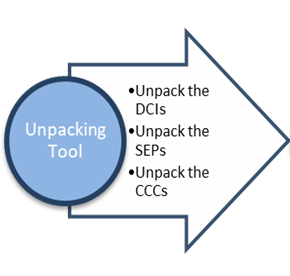 Unpacking
Tool
•Unpack the
DCIs
•Unpack the
SEPs
•Unpack the
CCCs